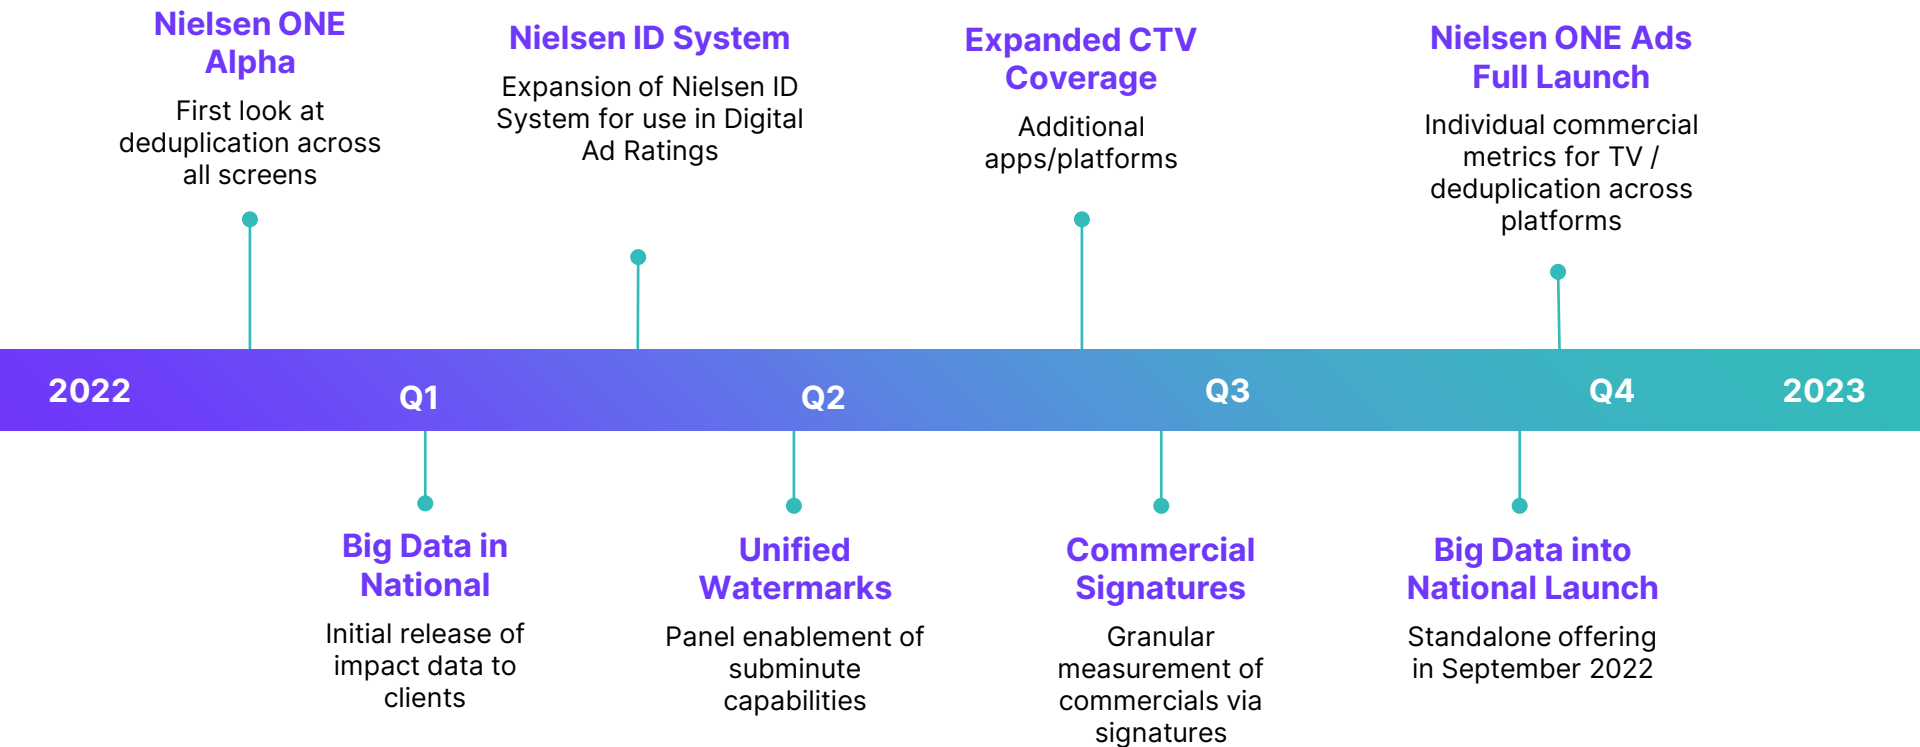 Nielsen ONE
Alpha
First look at
deduplication across
all screens
Nielsen ID System
Expansion of Nielsen ID
System for use in Digital
Ad Ratings
Expanded CTV
Coverage
Additional
apps/platforms
Nielsen ONE Ads
Full Launch
Individual commercial
metrics for TV /
deduplication across
platforms
2022
Q1
Q2
Q3
Q4
2023
Big Data in
National
Initial release of
impact data to
clients
Unified
Watermarks
Panel enablement of
subminute
capabilities
Commercial
Signatures
Granular
measurement of
commercials via
signatures
Big Data into
National Launch
Standalone offering
in September 2022